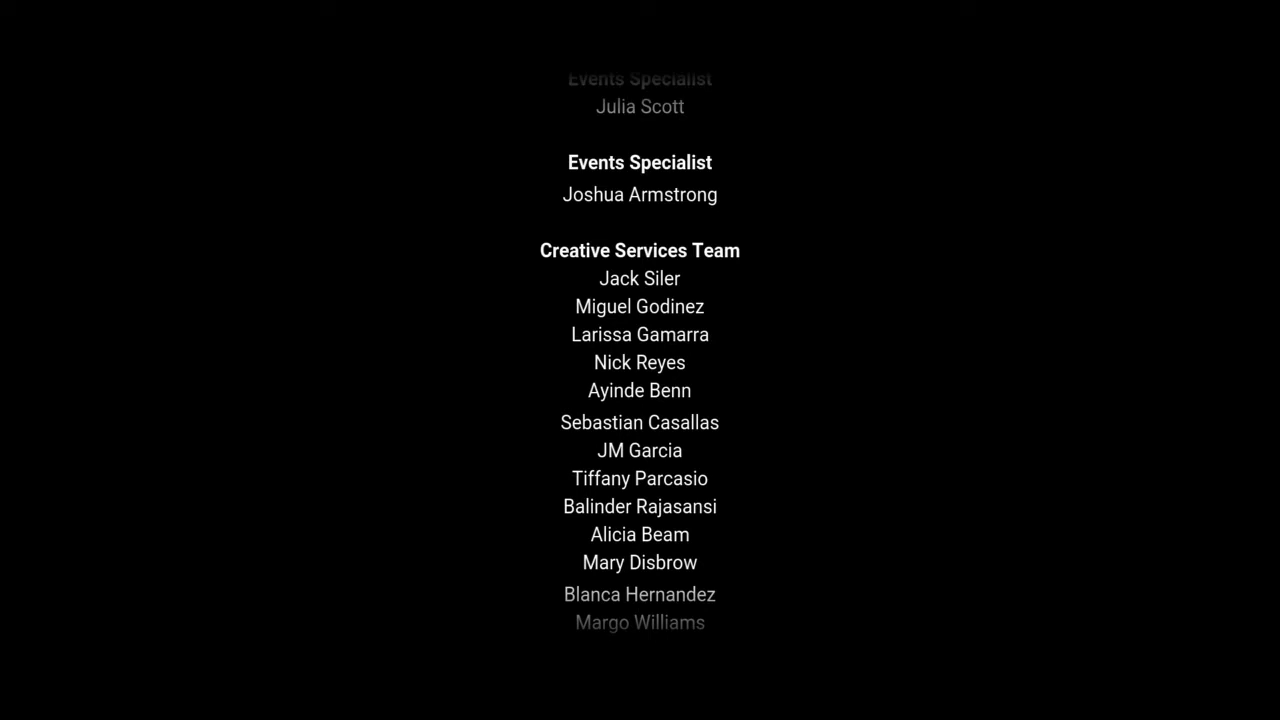 Events Specialist
Julia Scott
Events Specialist
Joshua Armstrong
Creative Services Team
Jack Siler
Miguel Godinez
Larissa Gamarra
Nick Reyes
Ayinde Benn
Sebastian Casallas
JM Garcia
Tiffany Parcasio
Balinder Rajasansi
Alicia Beam
Mary Disbrow
Blanca Hernandez
Margo Williams